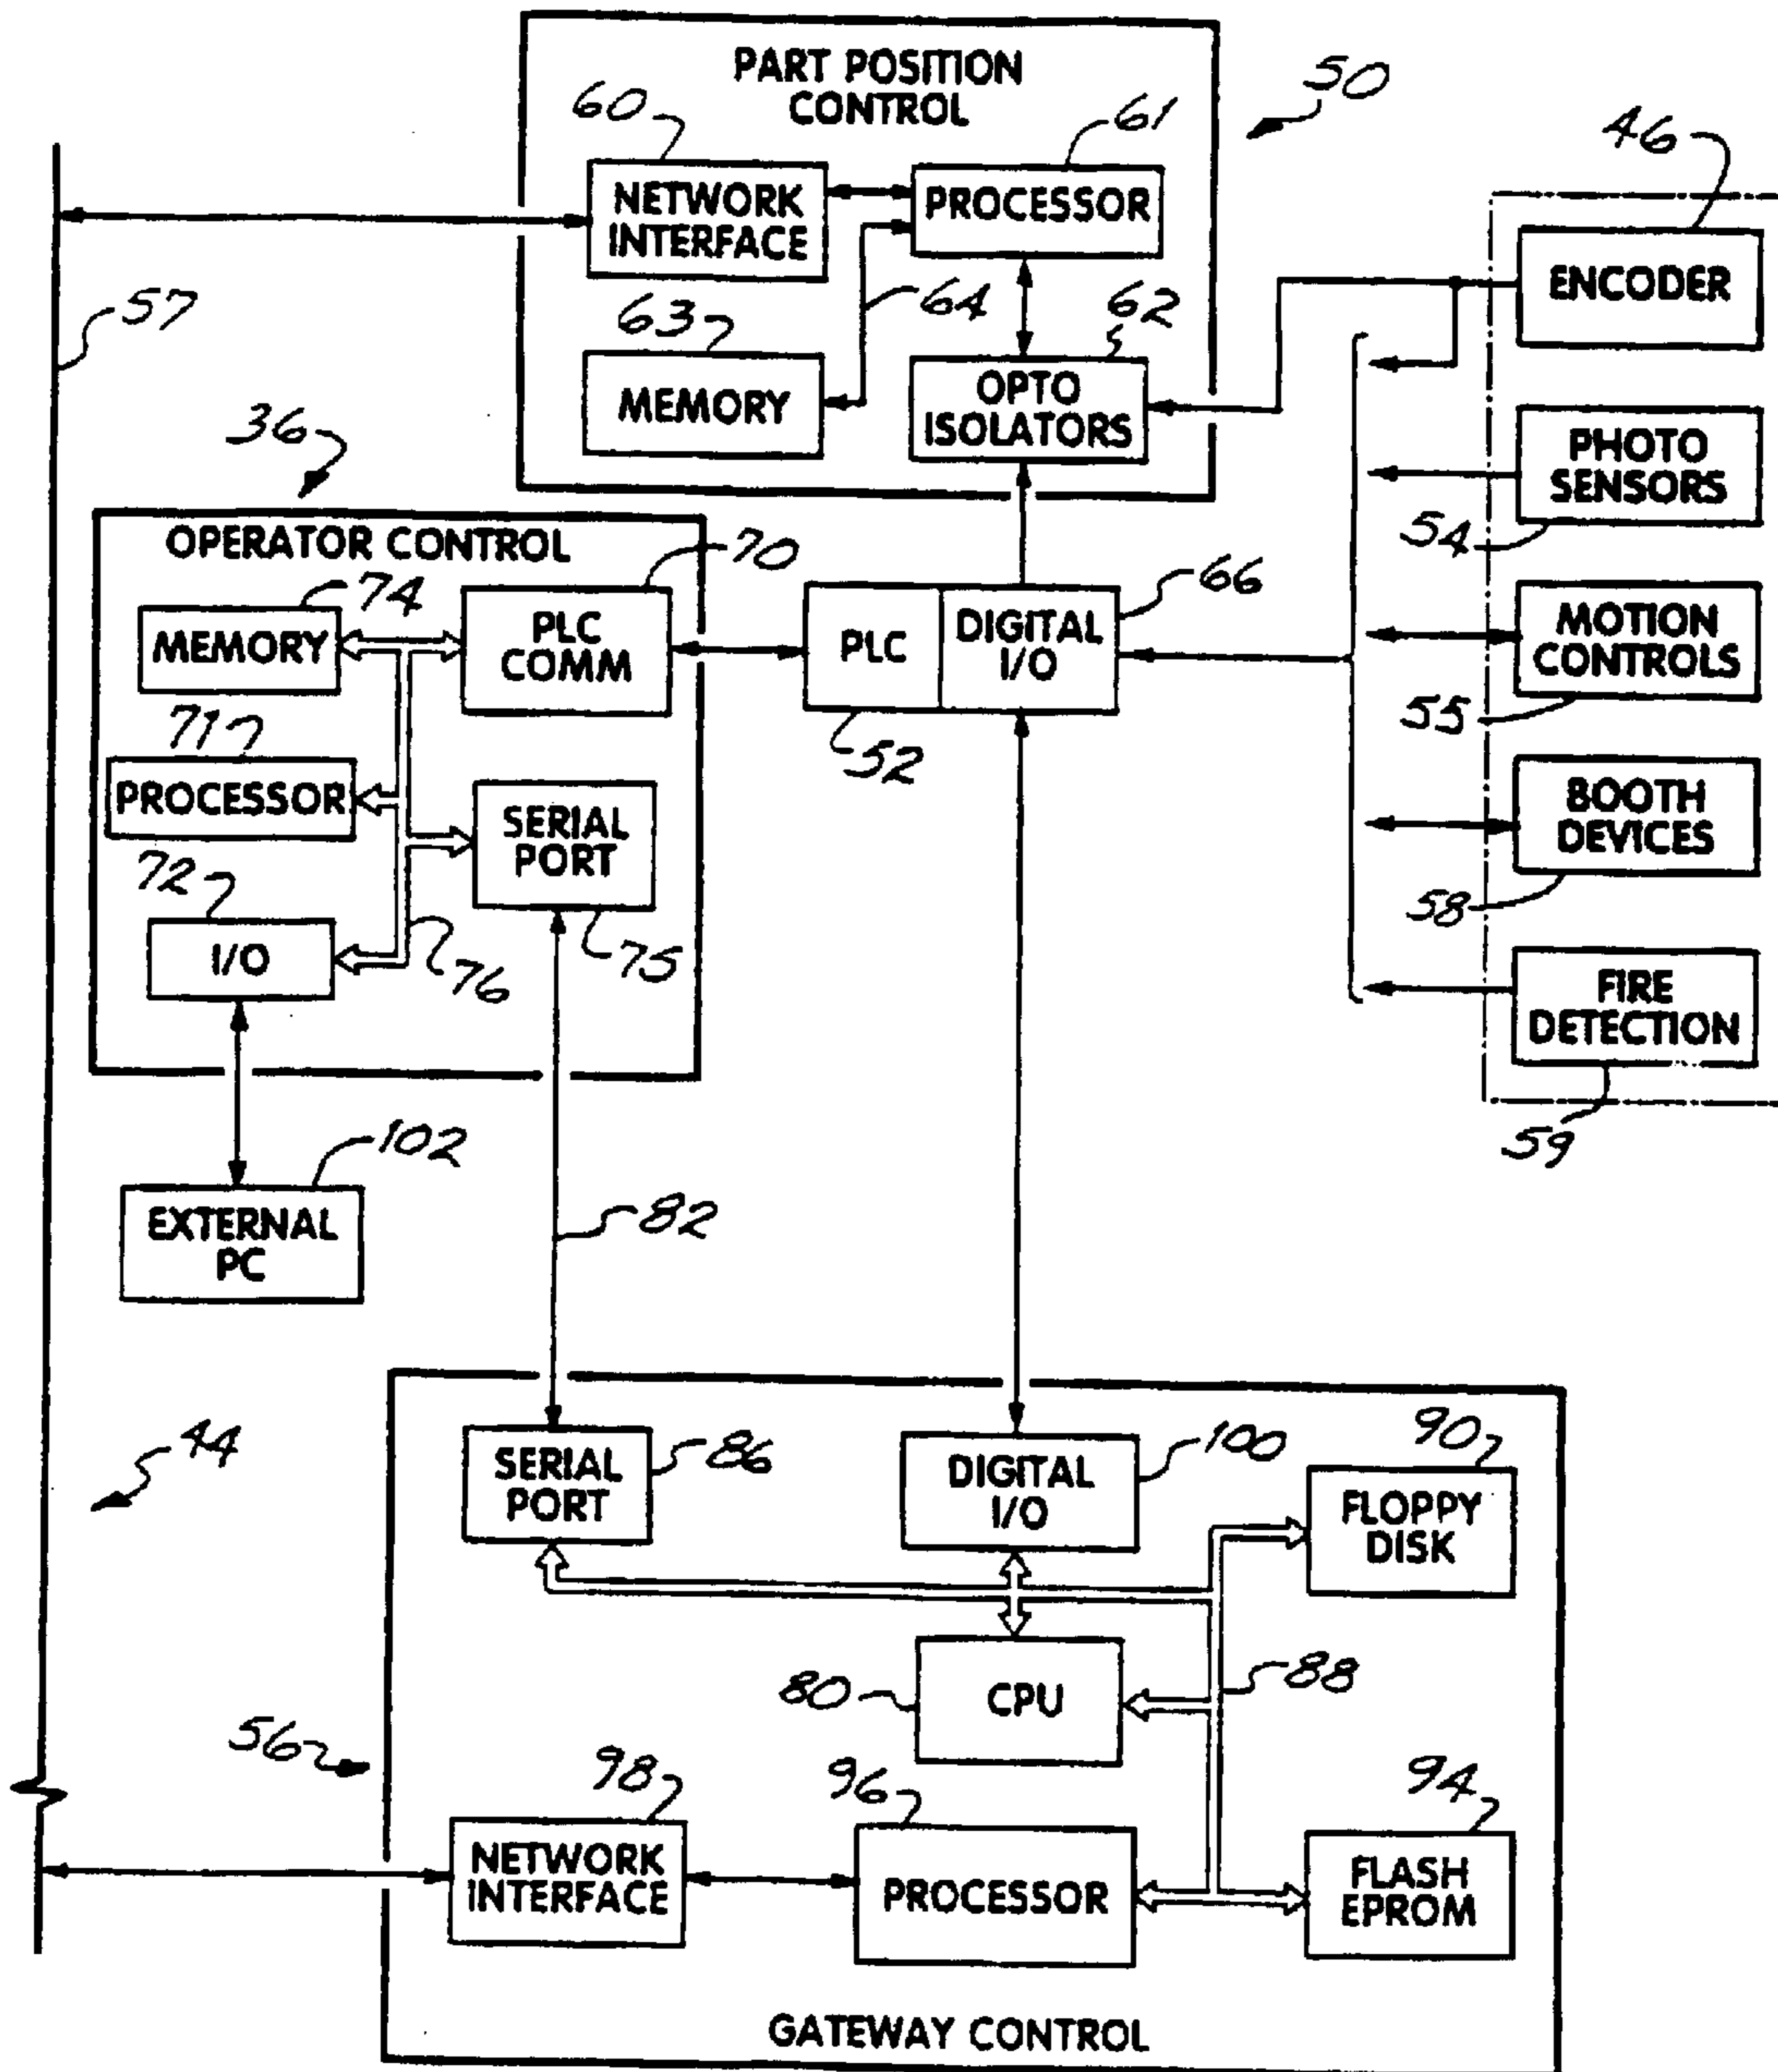 PART POSITION
CONTROL
50
60
61
46
NETWORK
INTERFACE
PROCESSOR
ENCODER
57
64
62
63
MEMORY
OPTO
ISOLATORS
PHOTO
SENSORS
54
36
OPERATOR CONTROL
70
66
74
MEMORY
PLC
COMM
PLC
DIGITAL
I/O
MOTION
CONTROLS
55
71
52
PROCESSOR
SERIAL
PORT
BOOTH
DEVICES
58
72
I/O
76
75
FIRE
DETECTION
59
102
EXTERNAL
PC
82
44
SERIAL
PORT
86
DIGITAL
I/O
100
90
FLOPPY
DISK
80
CPU
88
56
98
96
94
NETWORK
INTERFACE
PROCESSOR
FLASH
EPROM
GATEWAY CONTROL